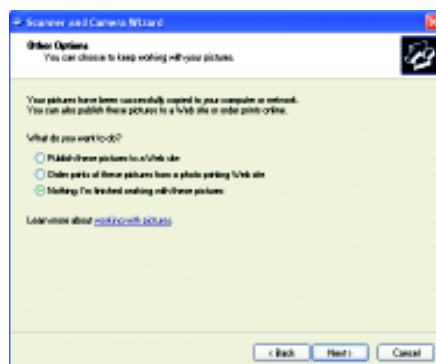 Scanner and Camera Wizard
Other Options
You can choose to keep working with your pictures.
Your pictures have been successfully copied to your computer or network.
You can also publish these pictures to a Web site or order prints online.
What do you want to do?
Publish these pictures to a Web site
Order prints of these pictures from a photo printing Web site
Nothing. I'm finished working with these pictures
Learn more about working with pictures.
< Back Next > Cancel